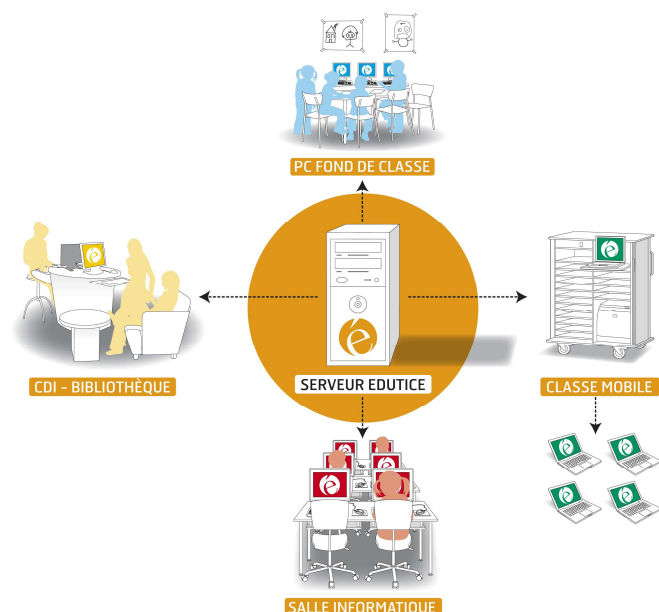 PC FOND DE CLASSE
CDI – BIBLIOTHÈQUE
SERVEUR EDUTICE
CLASSE MOBILE
SALLE INFORMATIQUE